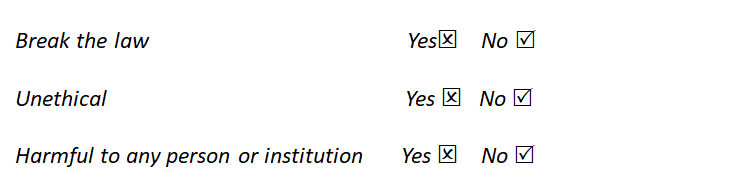 Break the law Yes☒ No ☑
Unethical Yes ☒ No ☑
Harmful to any person or institution Yes ☒ No ☑